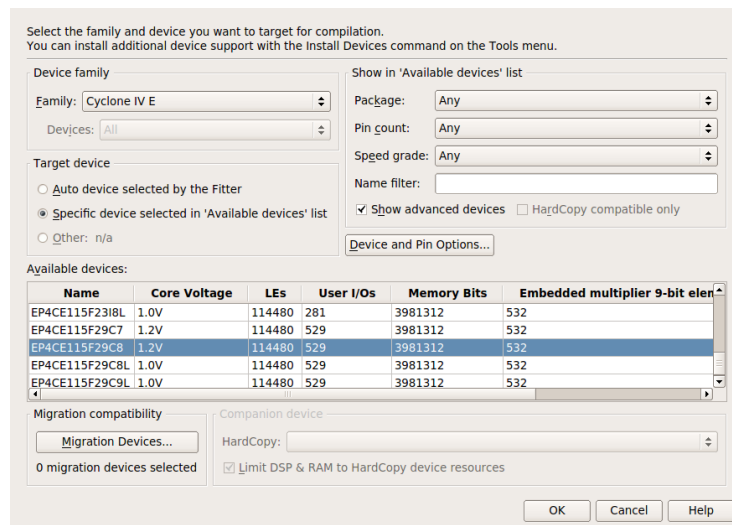 Select the family and device you want to target for compilation.
You can install additional device support with the Install Devices command on the Tools menu.
Device family
Family: Cyclone IV E
Devices: All
Show in 'Available devices' list
Package: Any
Pin count: Any
Speed grade: Any
Name filter:
Show advanced devices HardCopy compatible only
Target device
Auto device selected by the Fitter
Specific device selected in 'Available devices' list
Other: n/a
Device and Pin Options...
Available devices:
Name Core Voltage LEs User I/Os Memory Bits Embedded multiplier 9-bit elem
EP4CE115F23I8L 1.0V 114480 281 3981312 532
EP4CE115F29C7 1.2V 114480 529 3981312 532
EP4CE115F29C8 1.2V 114480 529 3981312 532
EP4CE115F29C8L 1.0V 114480 529 3981312 532
EP4CE115F29C9L 1.0V 114480 529 3981312 532
Migration compatibility
Migration Devices...
0 migration devices selected
Companion device
HardCopy:
Limit DSP & RAM to HardCopy device resources
OK Cancel Help